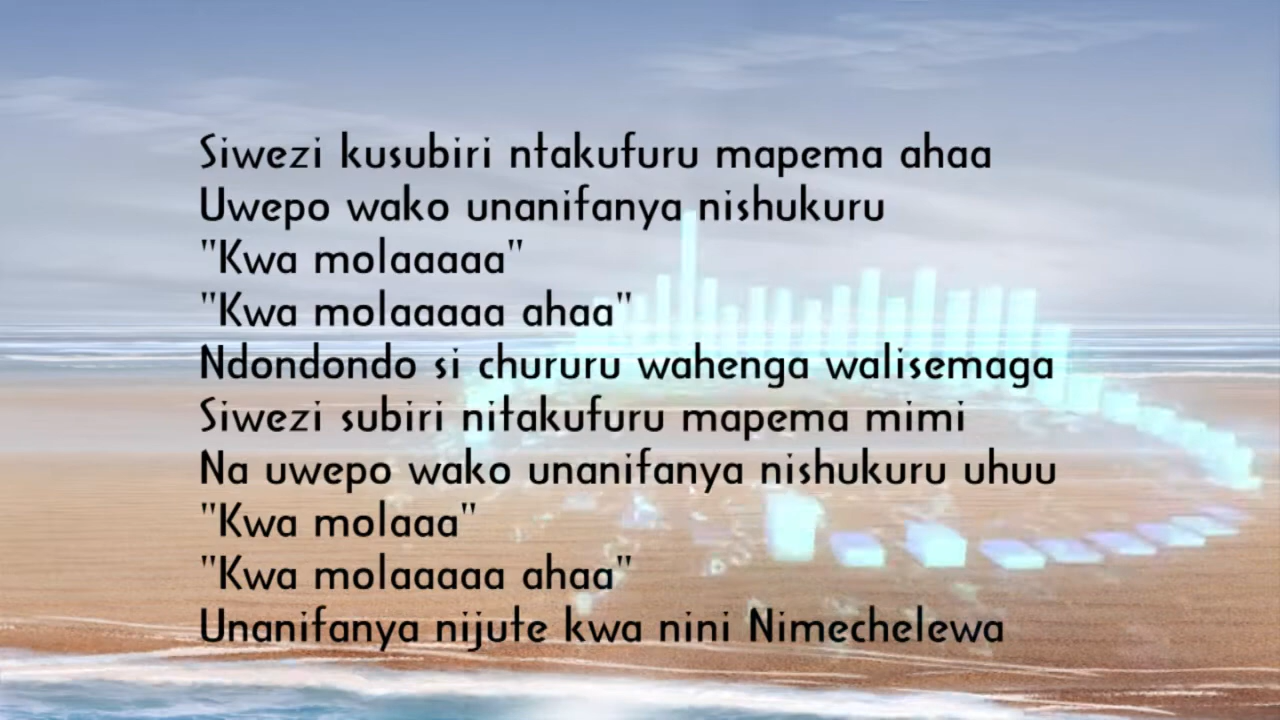 Siwezi kusubiri ntakufuru mapema ahaa
Uwepo wako unanifanya nishukuru
"Kwa molaaaaa"
"Kwa molaaaaa ahaa"
Ndondondo si chururu wahenga walisemaga
Siwezi subiri nitakufuru mapema mimi
Na uwepo wako unanifanya nishukuru uhuu
"Kwa molaaa"
"Kwa molaaaaa ahaa"
Unanifanya nijute kwa nini Nimechelewa